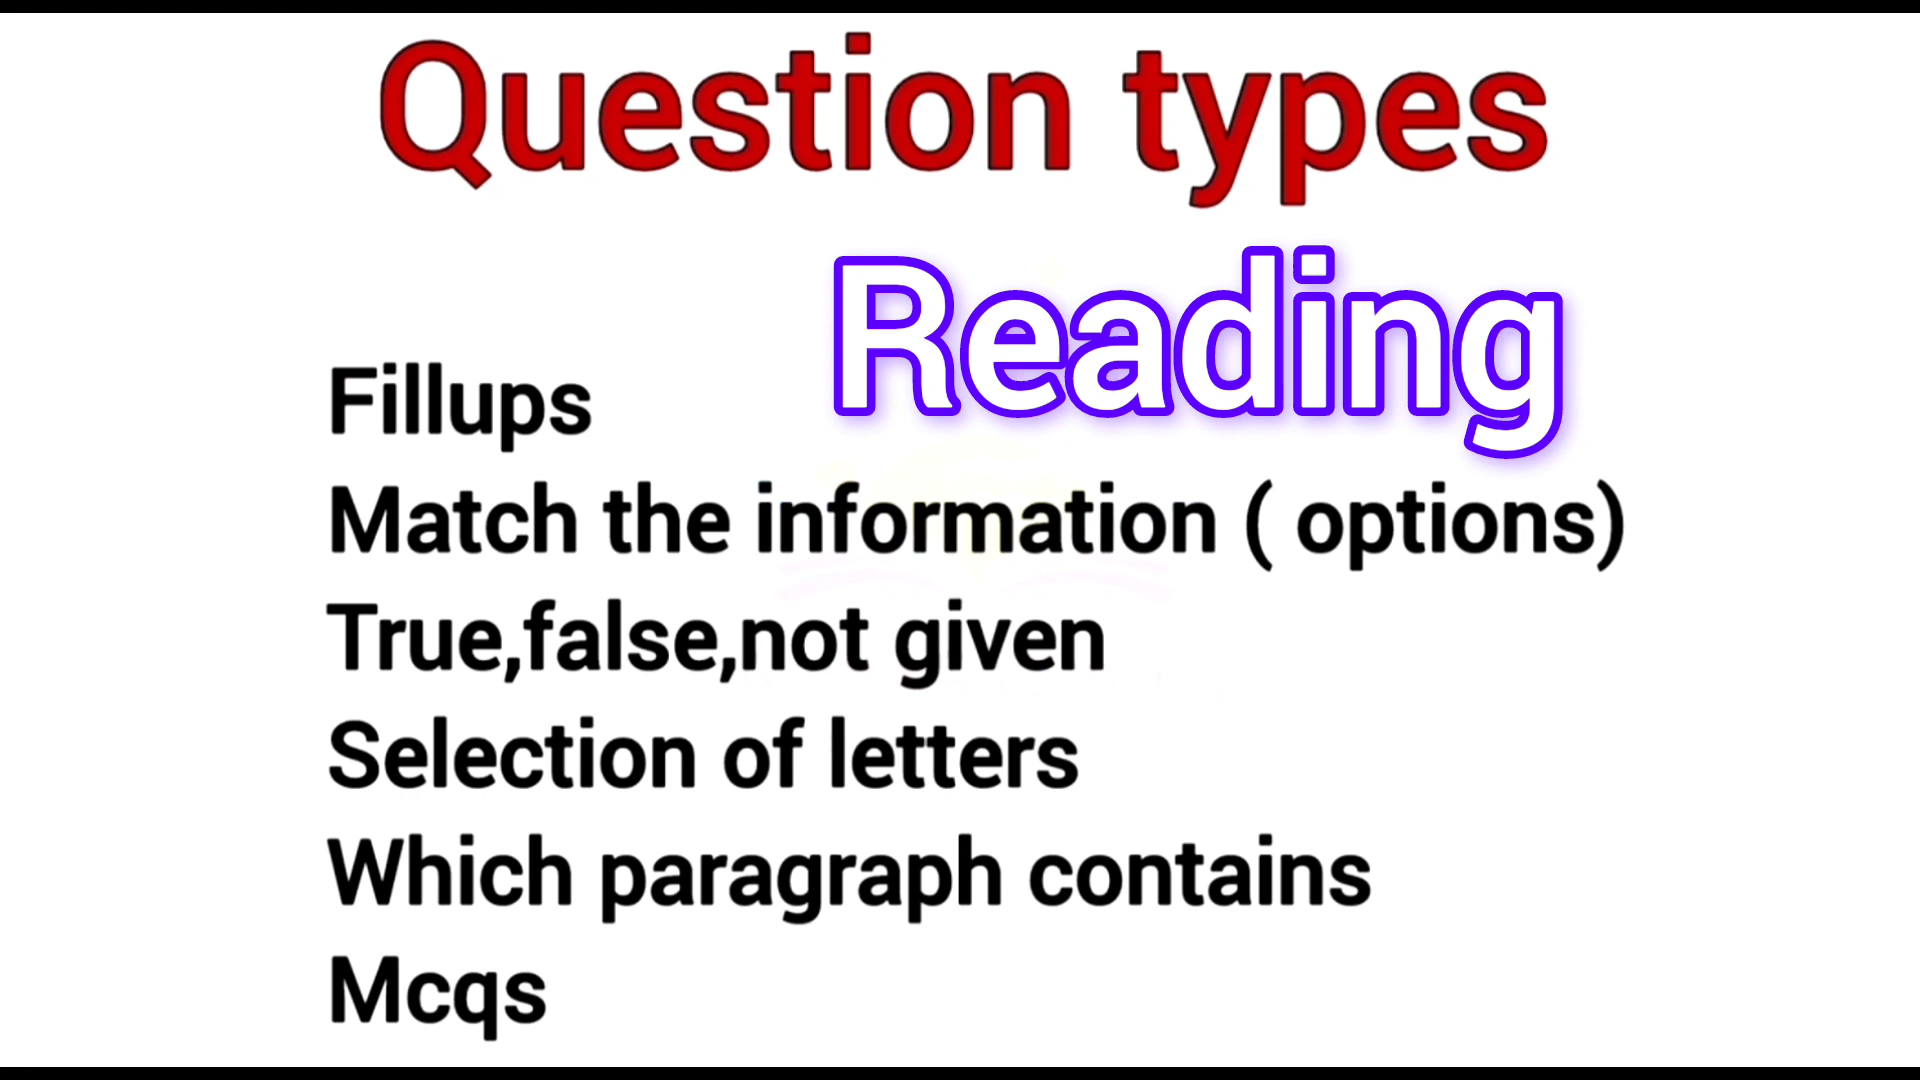 Question types
Reading
Fillups
Match the information ( options)
True,false,not given
Selection of letters
Which paragraph contains
Mcqs